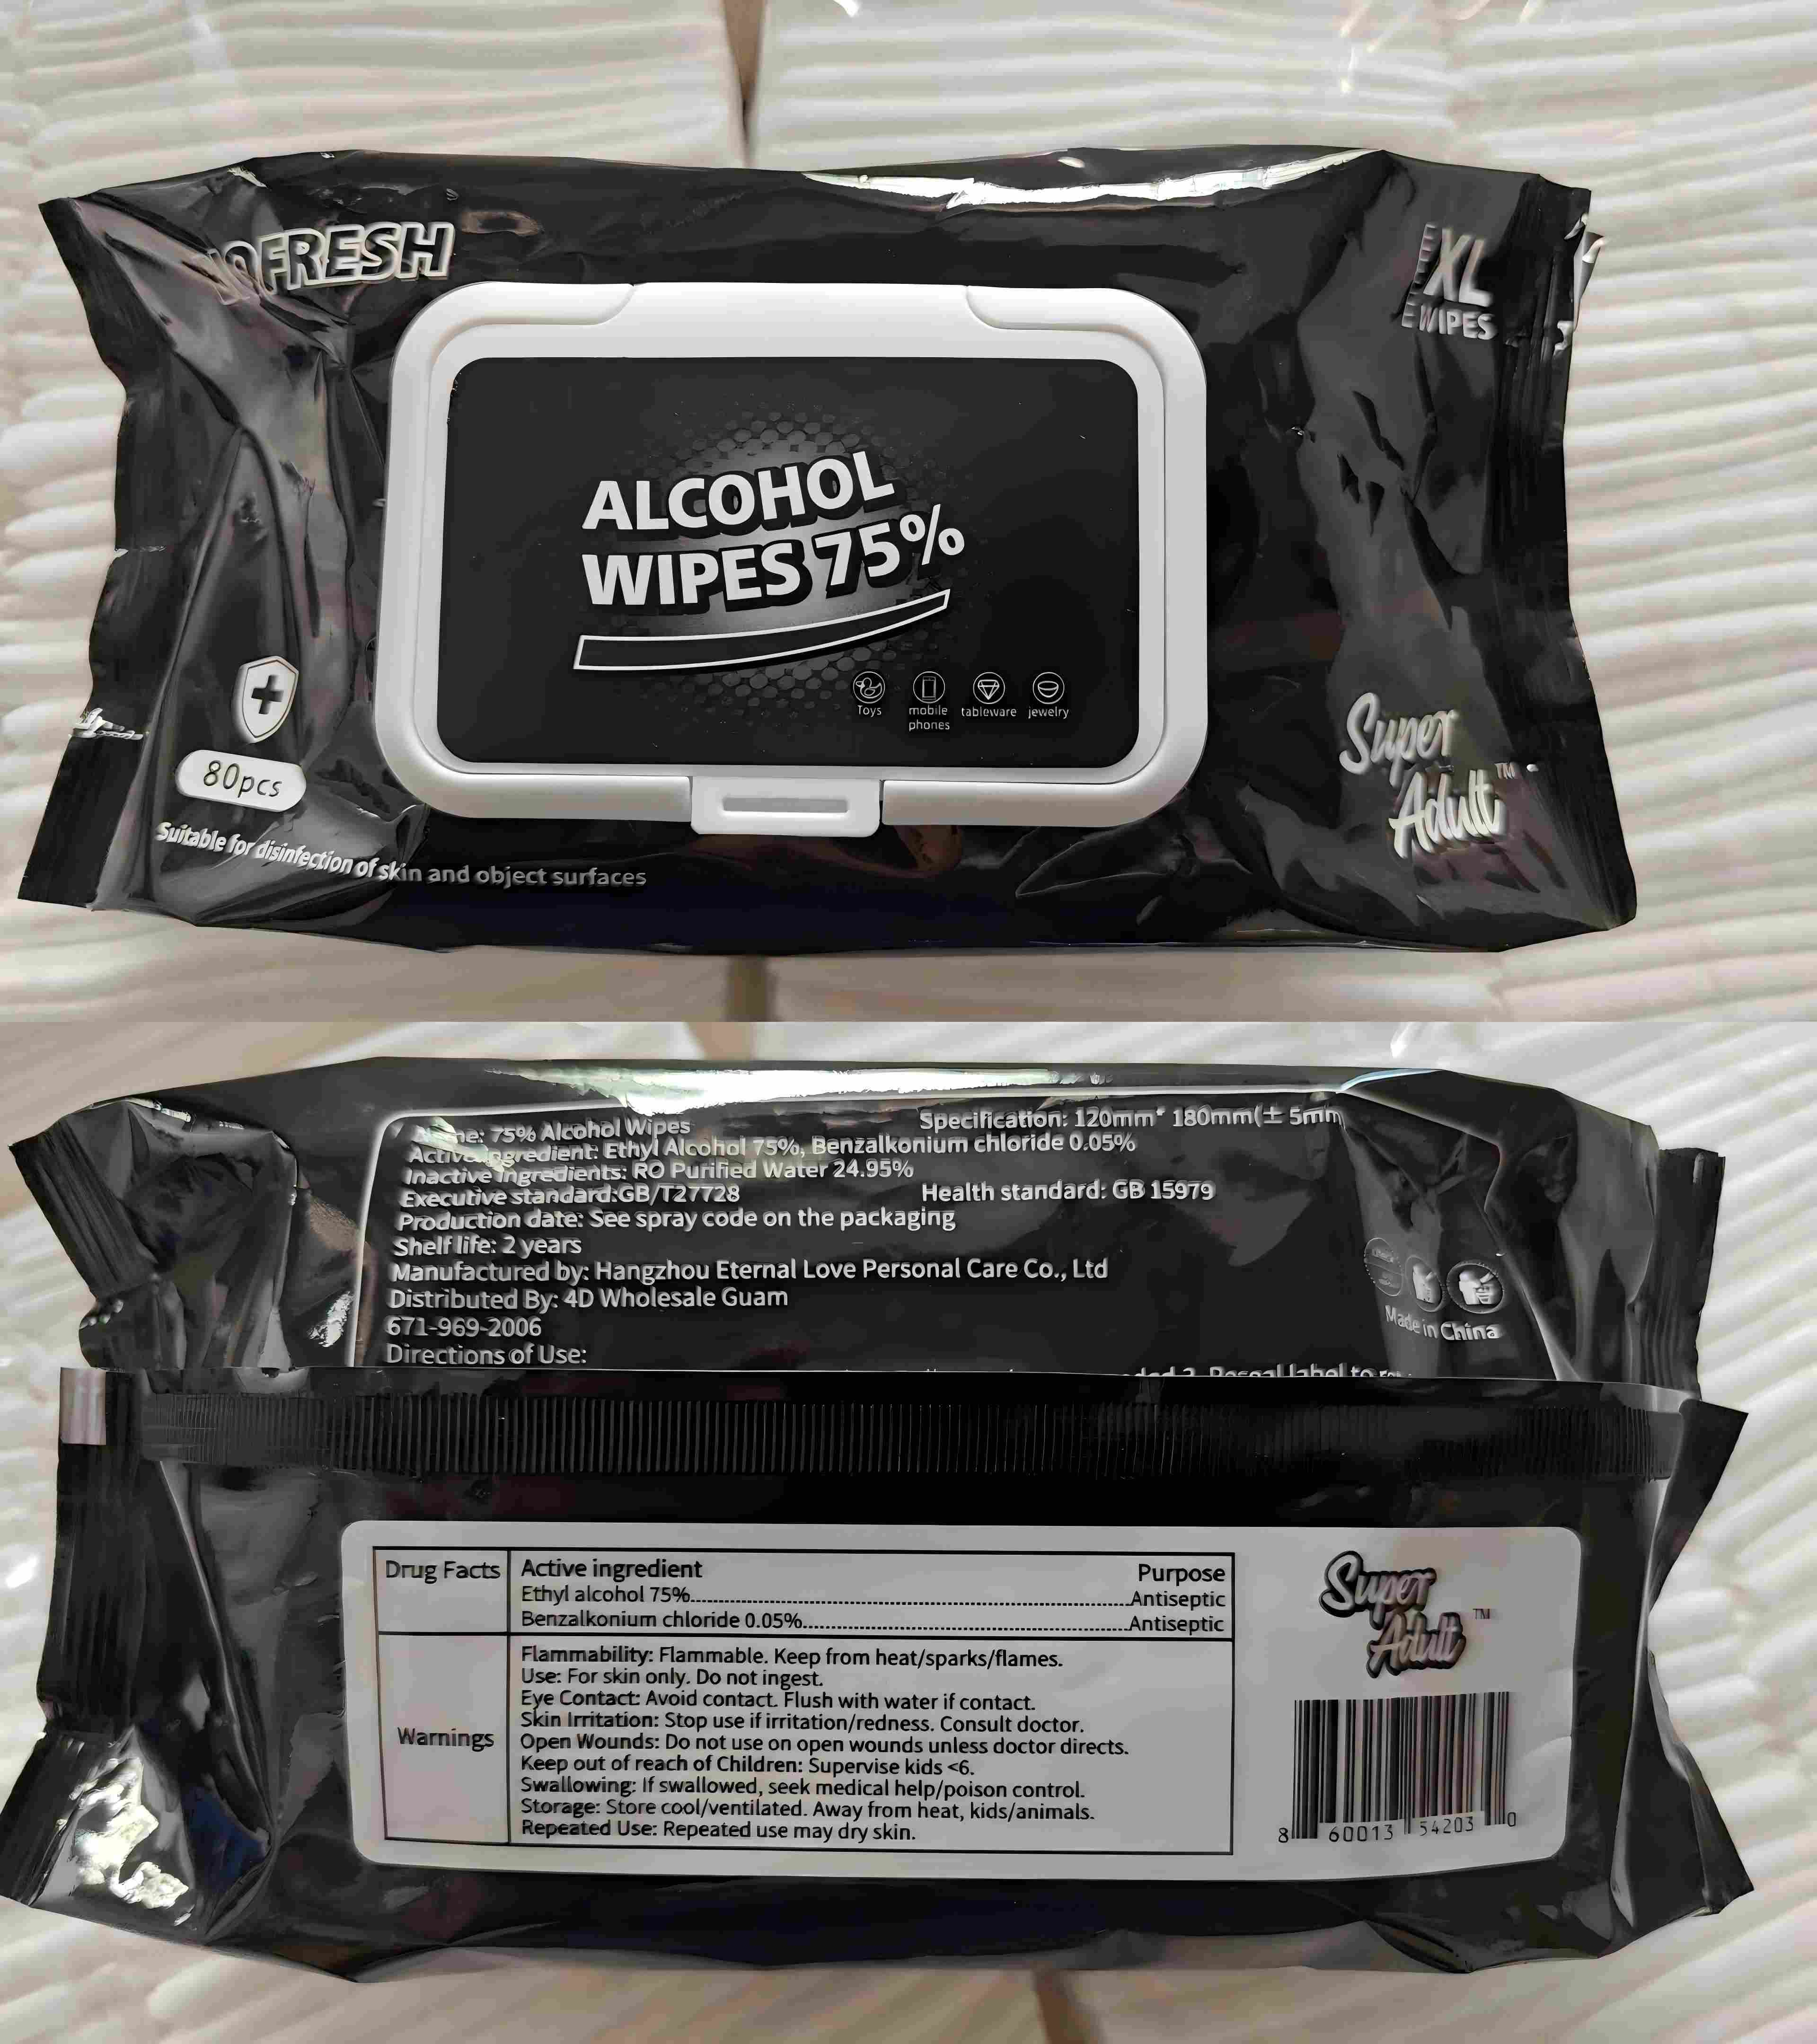 FRESH
XL
WIPES
ALCOHOL
WIPES 75%
Toys
mobile
phones
tableware
jewelry
80pcs
Suitable for disinfection of skin and object surfaces
Super
Adult
TM
Name: 75% Alcohol Wipes
Specification: 120mm* 180mm(± 5mm
Active ingredient: Ethyl Alcohol 75%, Benzalkonium chloride 0.05%
Inactive Ingredients: RO Purified Water 24.95%
Executive standard:GB/T27728
Health standard: GB 15979
Production date: See spray code on the packaging
Shelf life: 2 years
Manufactured by: Hangzhou Eternal Love Personal Care Co., Ltd
Distributed By: 4D Wholesale Guam
671-969-2006
Directions of Use:
Made in China
Reseal label to
Drug Facts
Active ingredient
Purpose
Ethyl alcohol 75%..............Antiseptic
Benzalkonium chloride 0.05%..............Antiseptic
Warnings
Flammability: Flammable. Keep from heat/sparks/flames.
Use: For skin only. Do not ingest.
Eye Contact: Avoid contact. Flush with water if contact.
Skin Irritation: Stop use if irritation/redness. Consult doctor.
Open Wounds: Do not use on open wounds unless doctor directs.
Keep out of reach of Children: Supervise kids <6.
Swallowing: If swallowed, seek medical help/poison control.
Storage: Store cool/ventilated. Away from heat, kids/animals.
Repeated Use: Repeated use may dry skin.
Super
Adult
TM
8 60013 54203 0